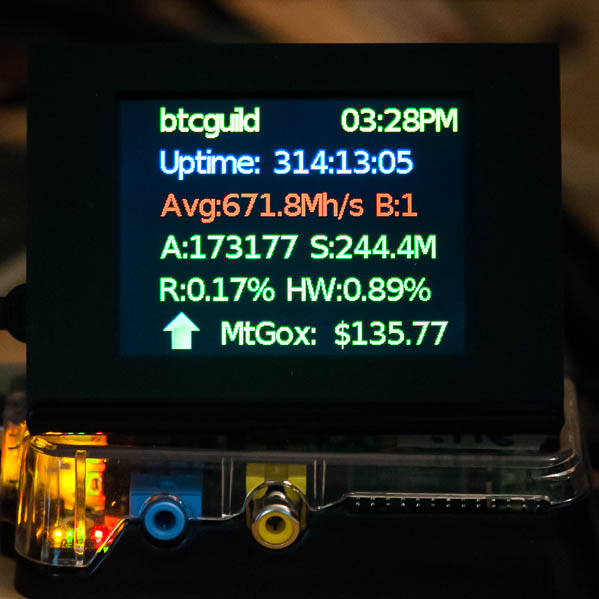 btcguild 03:28PM
Uptime: 314:13:05
Avg:671.8Mh/s B:1
A:173177 S:244.4M
R:0.17% HW:0.89%
MtGox: $135.77